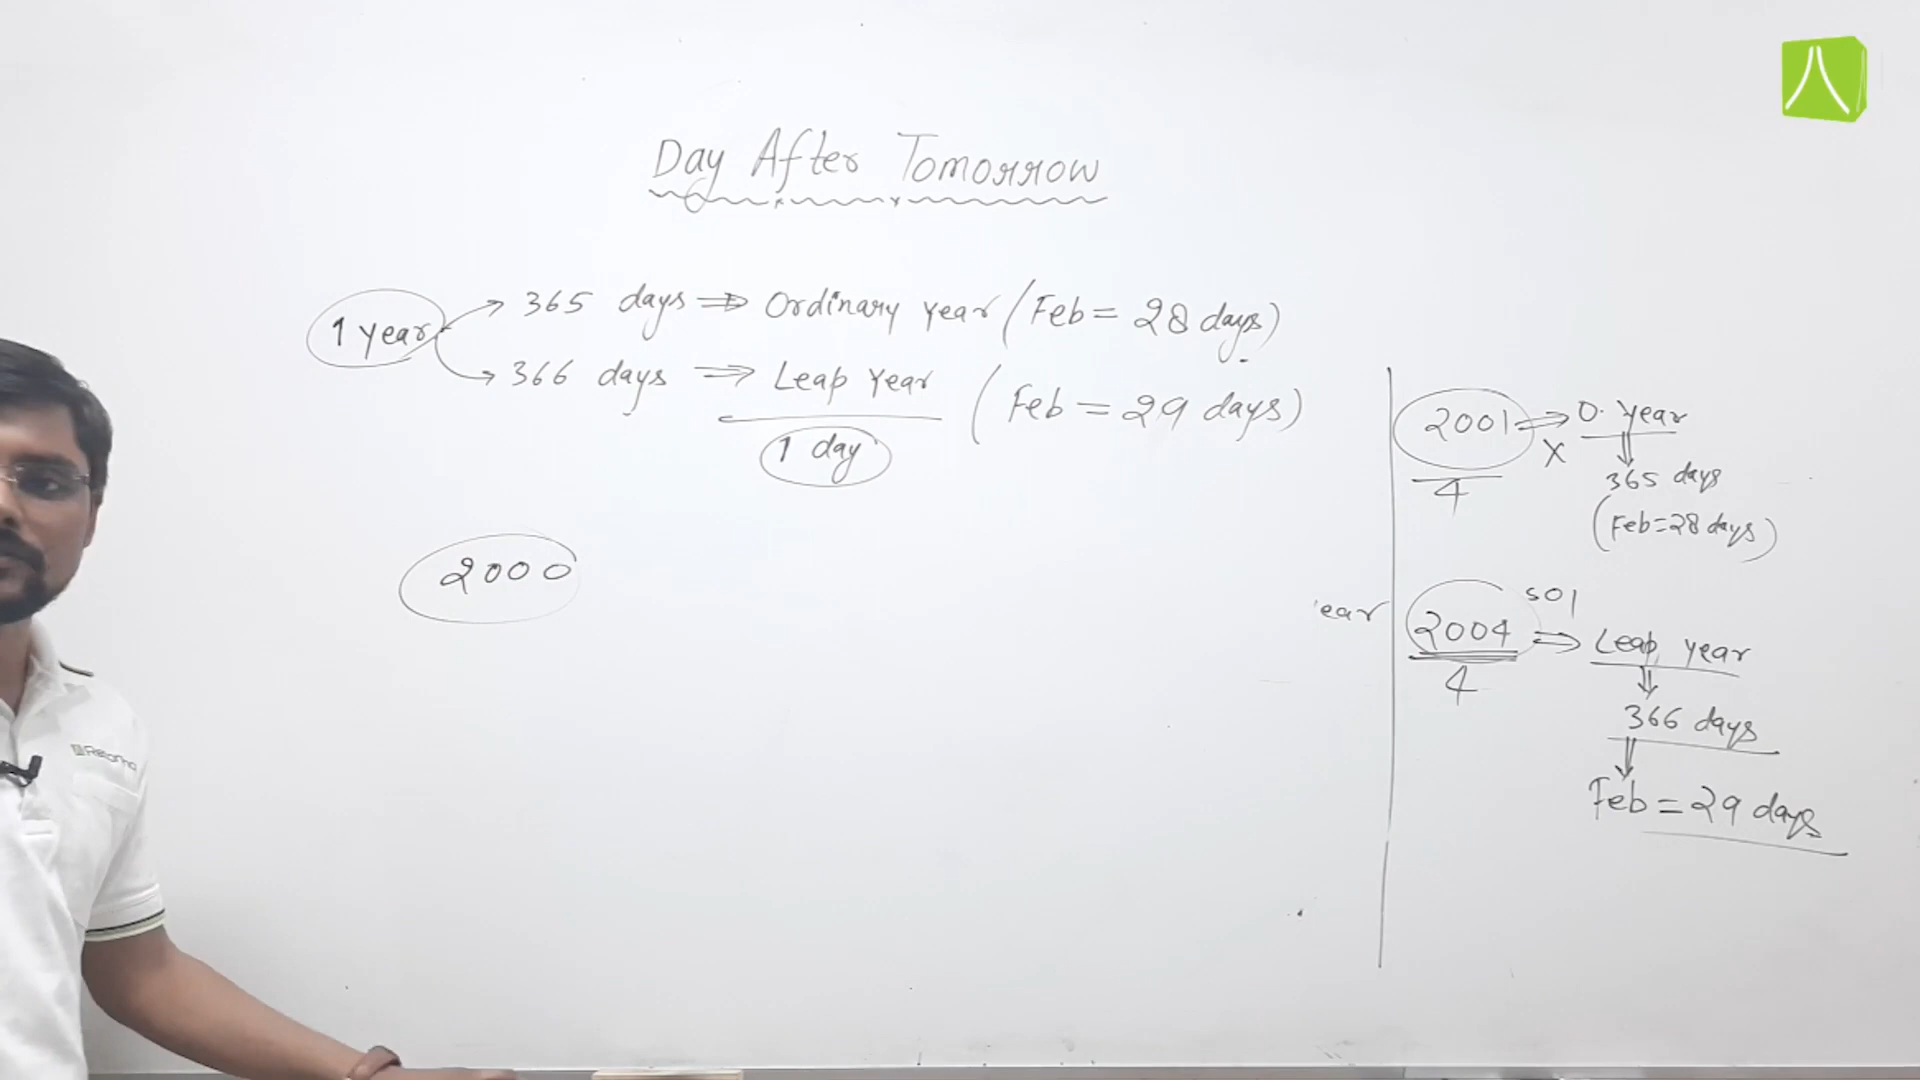 Day After Tomorrow
1 year
365 days ⇒ Ordinary year (Feb = 28 days)
366 days ⇒ Leap Year (Feb = 29 days)
1 day
2000
2001 ⇒ O. Year
4
X
365 days
(Feb=28 days)
ear
501
2004 ⇒ Leap Year
4
366 days
Feb = 29 days